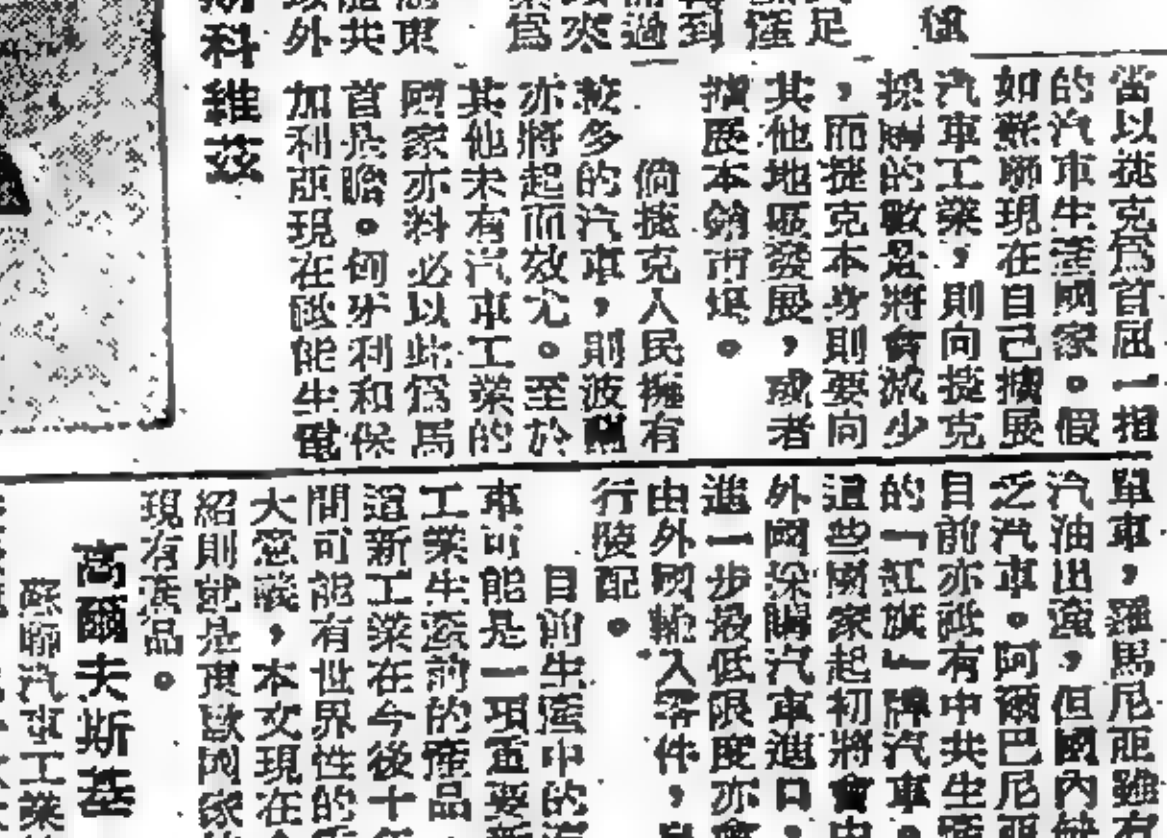 當以捷克為首屈一指
的汽車生產國家。假
如蘇聯現在自己擴展
汽車工業，則向捷克
採購的數量將會減少
，而捷克本身則要向
其他地區發展，或者
擴展本銷市場。
倘捷克人民擁有
較多的汽車，則波蘭
亦將起而效尤。至於
其他未有汽車工業的
國家亦料必以此為馬
首是瞻。匈牙利和保
加利亞現在祗能生電
斯科維茲
單車，羅馬尼亞雖有
汽油出產，但國內缺
乏汽車。阿爾巴尼亞
目前亦祗有中共生產
的「紅旗」牌汽車。
這些國家起初將會由
外國採購汽車進口，
進一步最低限度亦會
由外國輸入零件，
行裝配。
目前生產中的汽
車可能是一項重要新
工業生產前的產品
這新工業在今後十年
間可能有世界性的重
大意義，本文現在介
紹則就是東歐國家的
現有產品。
高爾夫斯基
蘇聯汽車工業